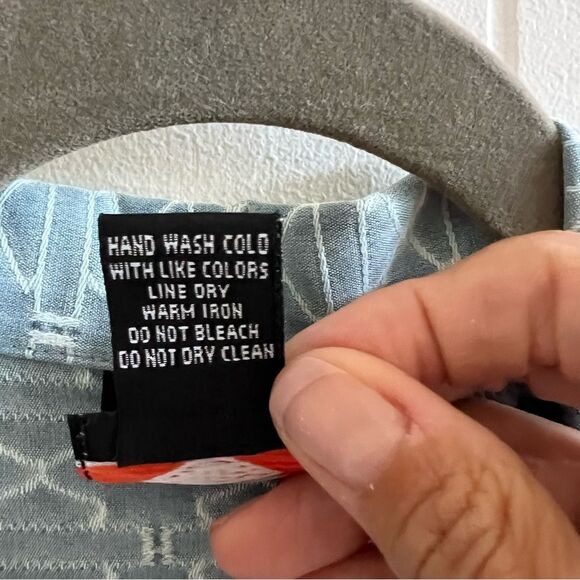 HAND WASH COLD
WITH LIKE COLORS
LINE DRY
WARM IRON
DO NOT BLEACH
DO NOT DRY CLEAN